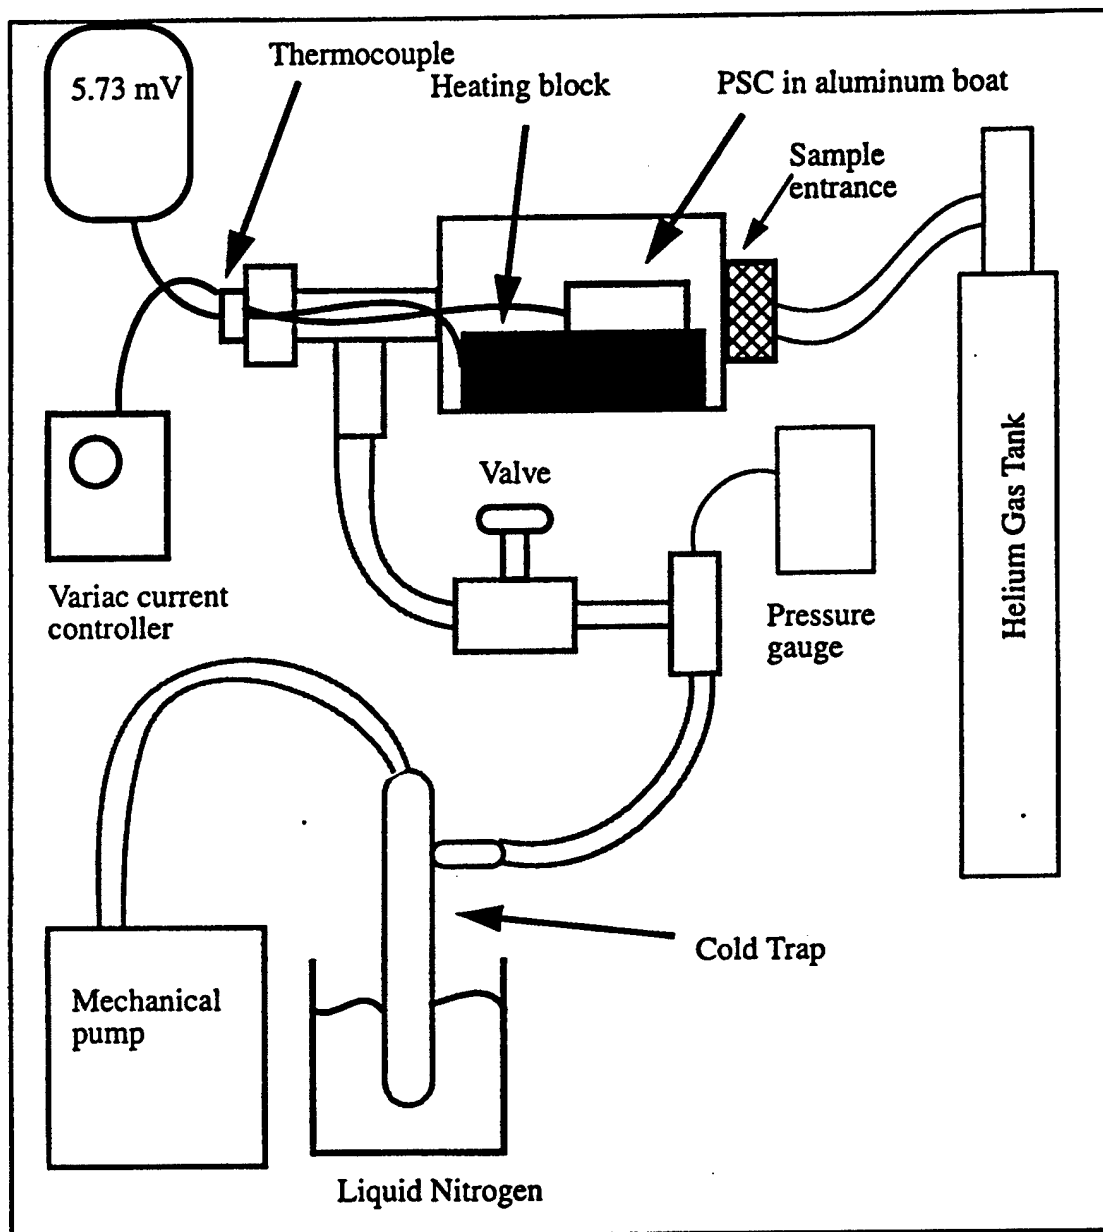 Thermocouple
5.73 mV
Heating block
PSC in aluminum boat
Sample
entrance
Helium Gas Tank
Valve
Variac current
controller
Pressure
gauge
Cold Trap
Mechanical
pump
Liquid Nitrogen